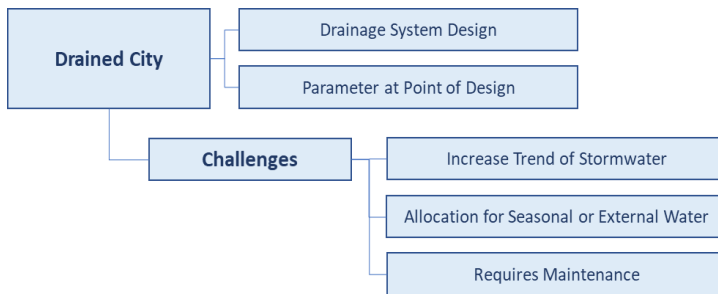 Drained City
Drainage System Design
Parameter at Point of Design
Challenges
Increase Trend of Stormwater
Allocation for Seasonal or External Water
Requires Maintenance